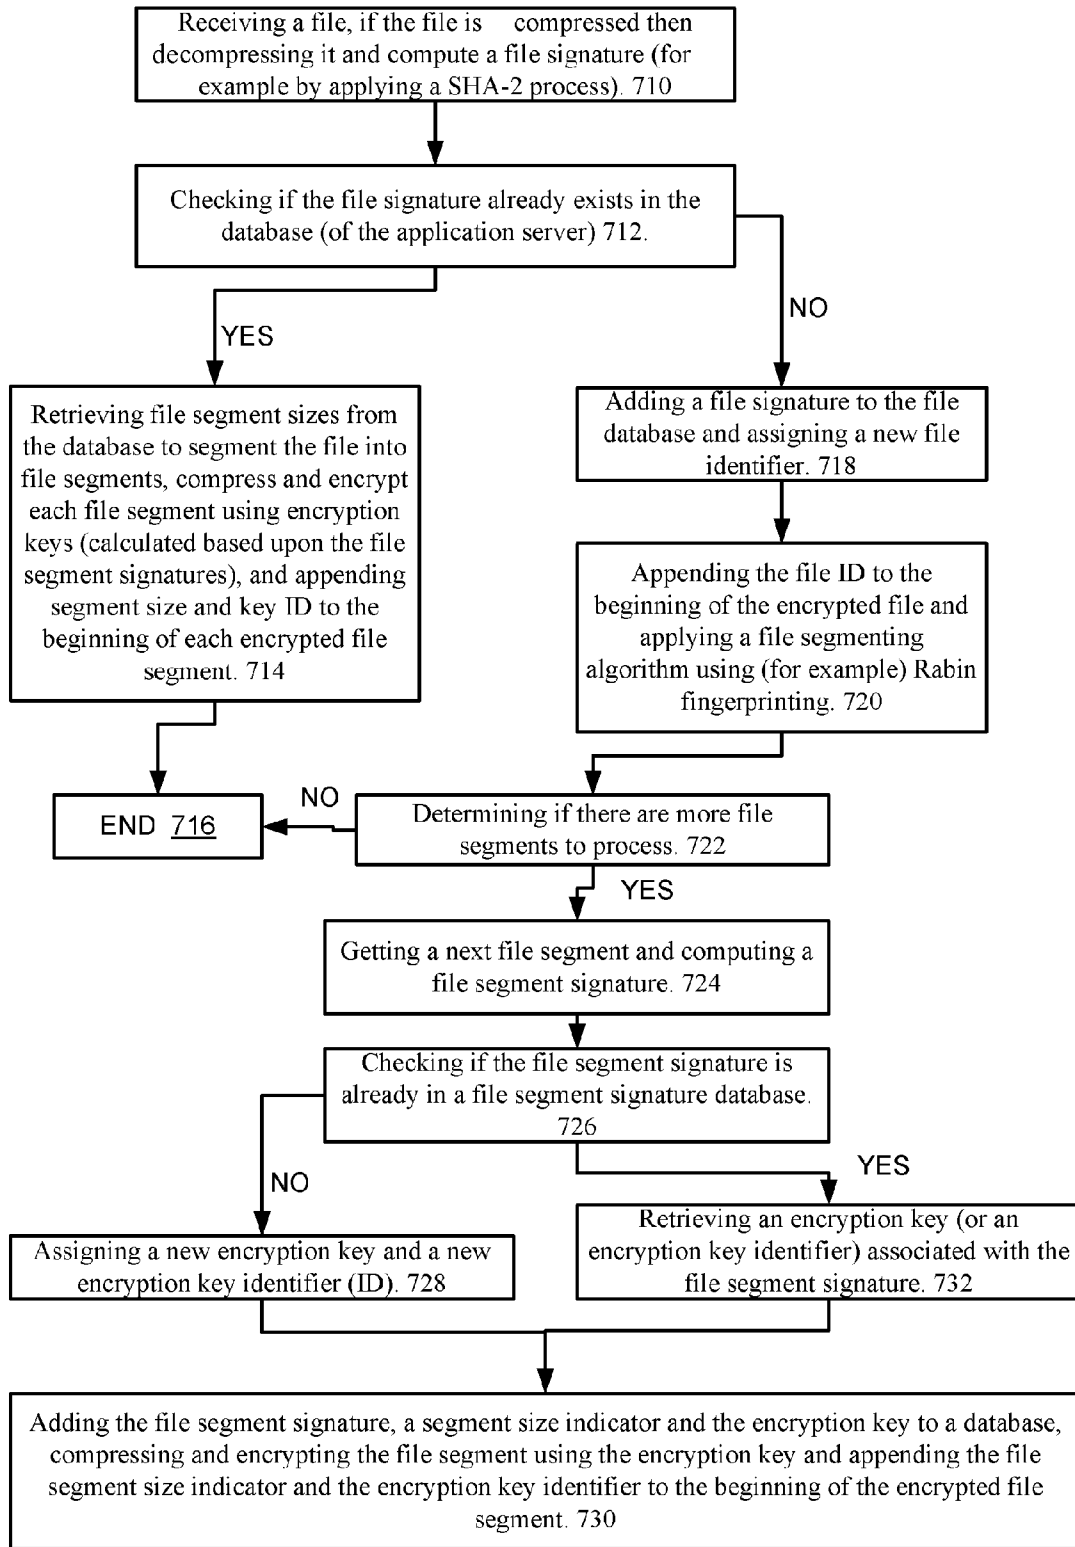 Receiving a file, if the file is compressed then
decompressing it and compute a file signature (for
example by applying a SHA-2 process). 710
Checking if the file signature already exists in the
database (of the application server) 712.
YES
NO
Retrieving file segment sizes from
the database to segment the file into
file segments, compress and encrypt
each file segment using encryption
keys (calculated based upon the file
segment signatures), and appending
segment size and key ID to the
beginning of each encrypted file
segment. 714
Adding a file signature to the file
database and assigning a new file
identifier. 718
Appending the file ID to the
beginning of the encrypted file and
applying a file segmenting
algorithm using (for example) Rabin
fingerprinting. 720
END 716
NO
Determining if there are more file
segments to process. 722
YES
Getting a next file segment and computing a
file segment signature. 724
Checking if the file segment signature is
already in a file segment signature database.
726
NO
YES
Assigning a new encryption key and a new
encryption key identifier (ID). 728
Retrieving an encryption key (or an
encryption key identifier) associated with the
file segment signature. 732
Adding the file segment signature, a segment size indicator and the encryption key to a database,
compressing and encrypting the file segment using the encryption key and appending the file
segment size indicator and the encryption key identifier to the beginning of the encrypted file
segment. 730